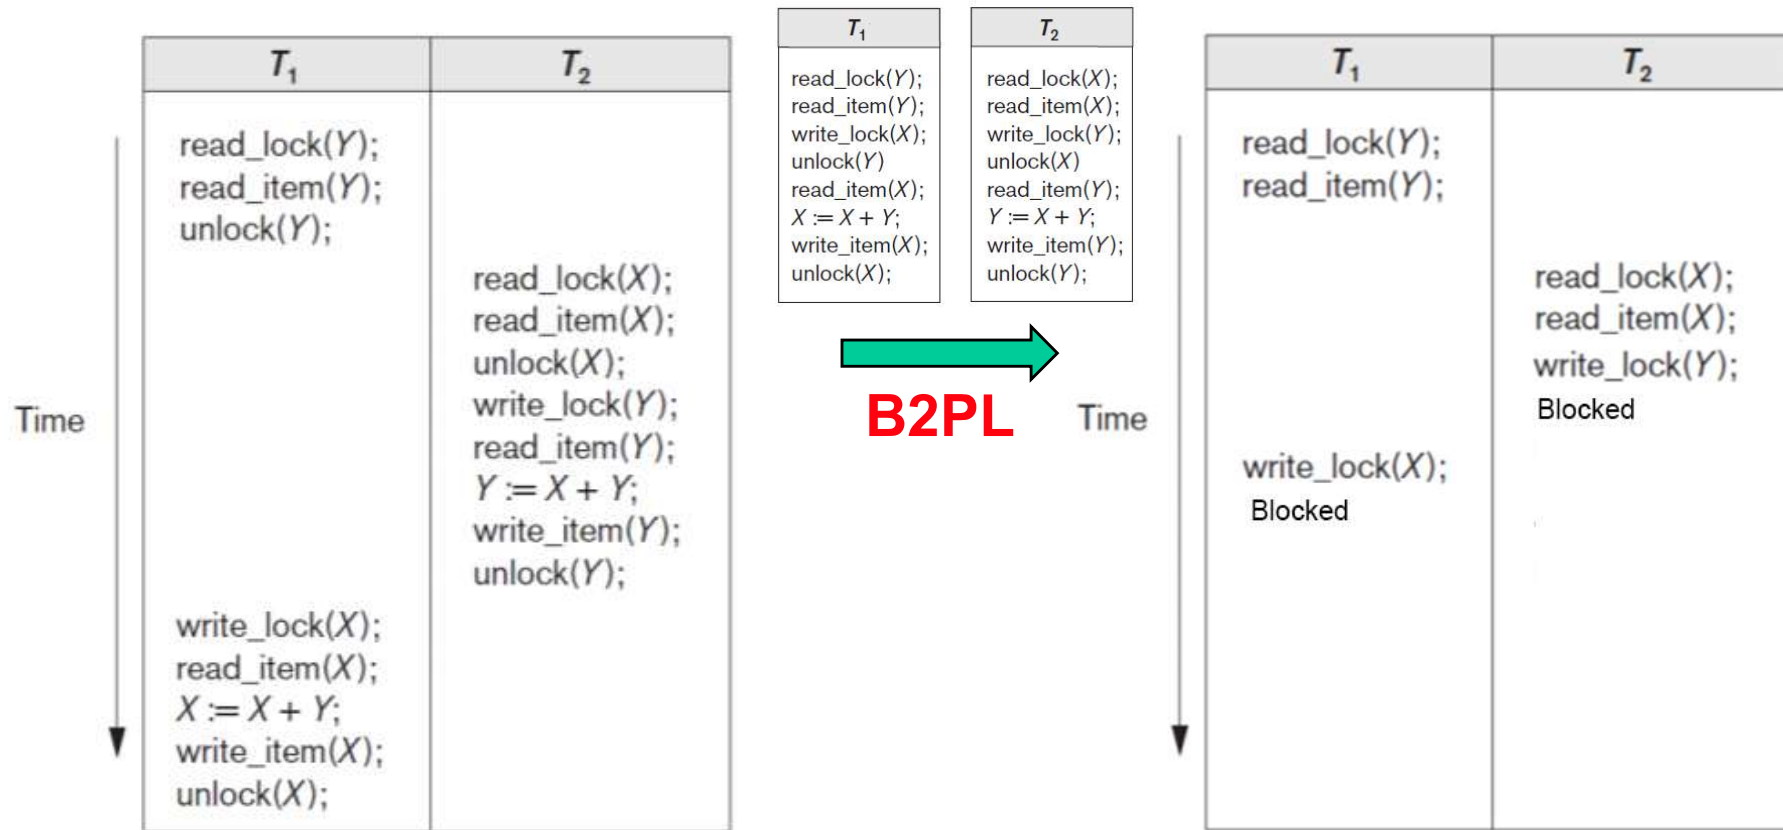 T1
T2
read_lock(Y);
read_item(Y);
unlock(Y);
read_lock(X);
read_item(X);
unlock(X);
write_lock(Y);
read_item(Y);
Y := X + Y;
write_item(Y);
unlock(Y);
write_lock(X);
read_item(X);
X := X + Y;
write_item(X);
unlock(X);
Time
T1
read_lock(Y);
read_item(Y);
write_lock(X);
unlock(Y)
read_item(X);
X := X + Y;
write_item(X);
unlock(X);
T2
read_lock(X);
read_item(X);
write_lock(Y);
unlock(X)
read_item(Y);
Y := X + Y;
write_item(Y);
unlock(Y);
B2PL
Time
T1
T2
read_lock(Y);
read_item(Y);
read_lock(X);
read_item(X);
write_lock(Y);
Blocked
write_lock(X);
Blocked